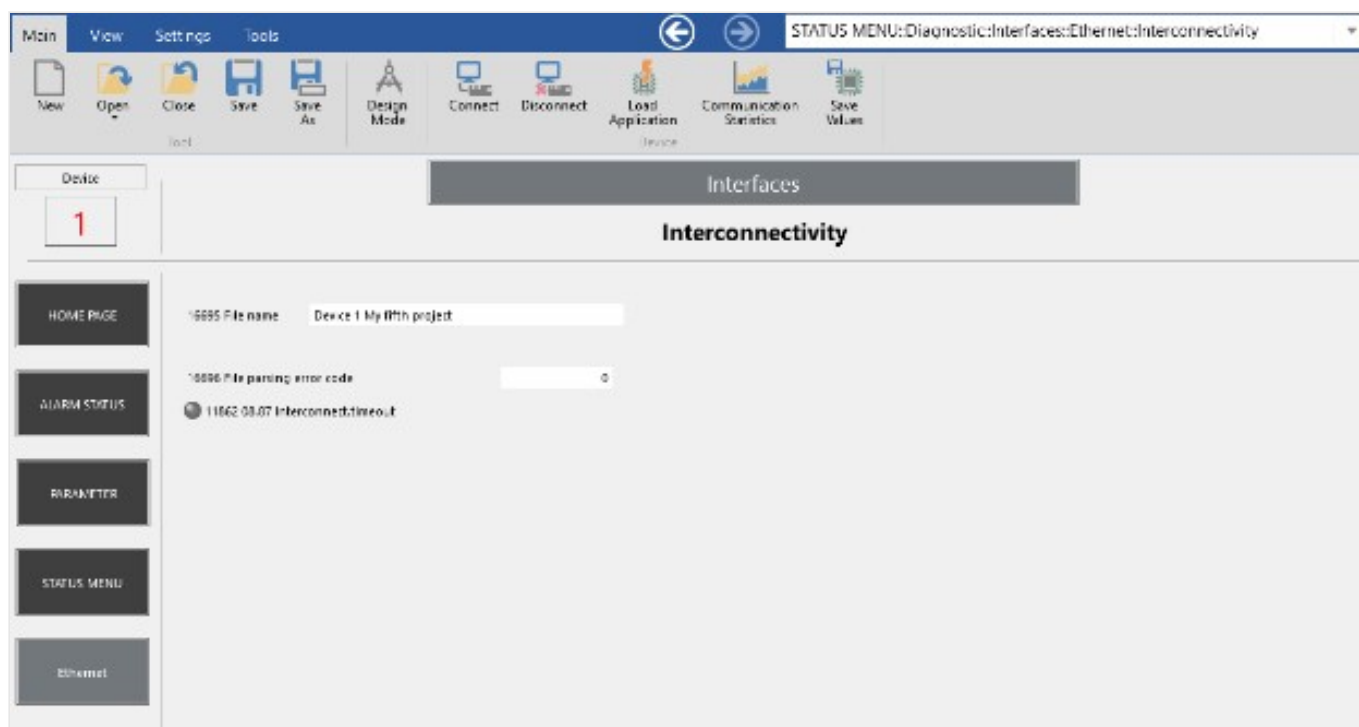 Main View Settings Tools
STATUS MENU::Diagnostic::Interfaces::Ethernet::Interconnectivity
New Open Close Save Save As Design Mode Connect Disconnect Load Application Communication Statistics Save Values
Tool Device
Device
Interfaces
1
Interconnectivity
HOME PAGE
16695 File name Device 1 My fifth project
16696 File parsing error code 0
ALARM STATUS
11862 08.07 Interconnect.timeout
PARAMETER
STATUS MENU
Ethernet